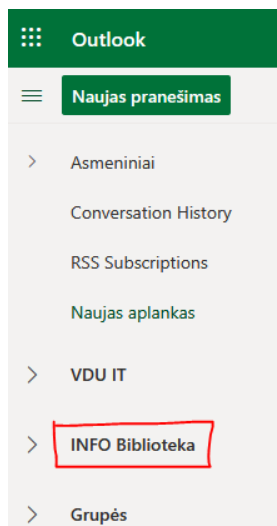 Outlook
Naujas pranešimas
Asmeniniai
Conversation History
RSS Subscriptions
Naujas aplankas
VDU IT
INFO Biblioteka
Grupės